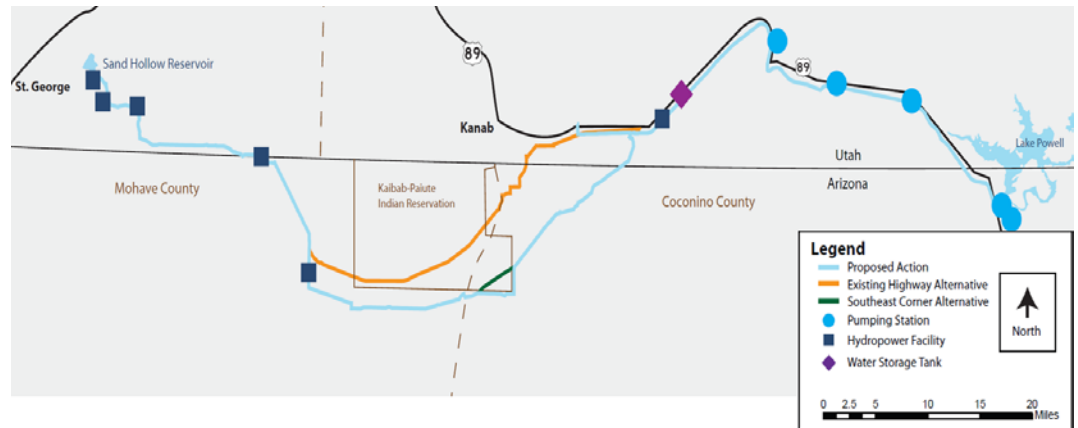 89
Sand Hollow Reservoir
St. George
89
Kanab
Lake Powell
Utah
Arizona
Mohave County
Kaibab-Paiute
Indian Reservation
Coconino County
Legend
Proposed Action
Existing Highway Alternative
Southeast Corner Alternative
Pumping Station
Hydropower Facility
Water Storage Tank
North
0 2.5 5 10 15 20
Miles